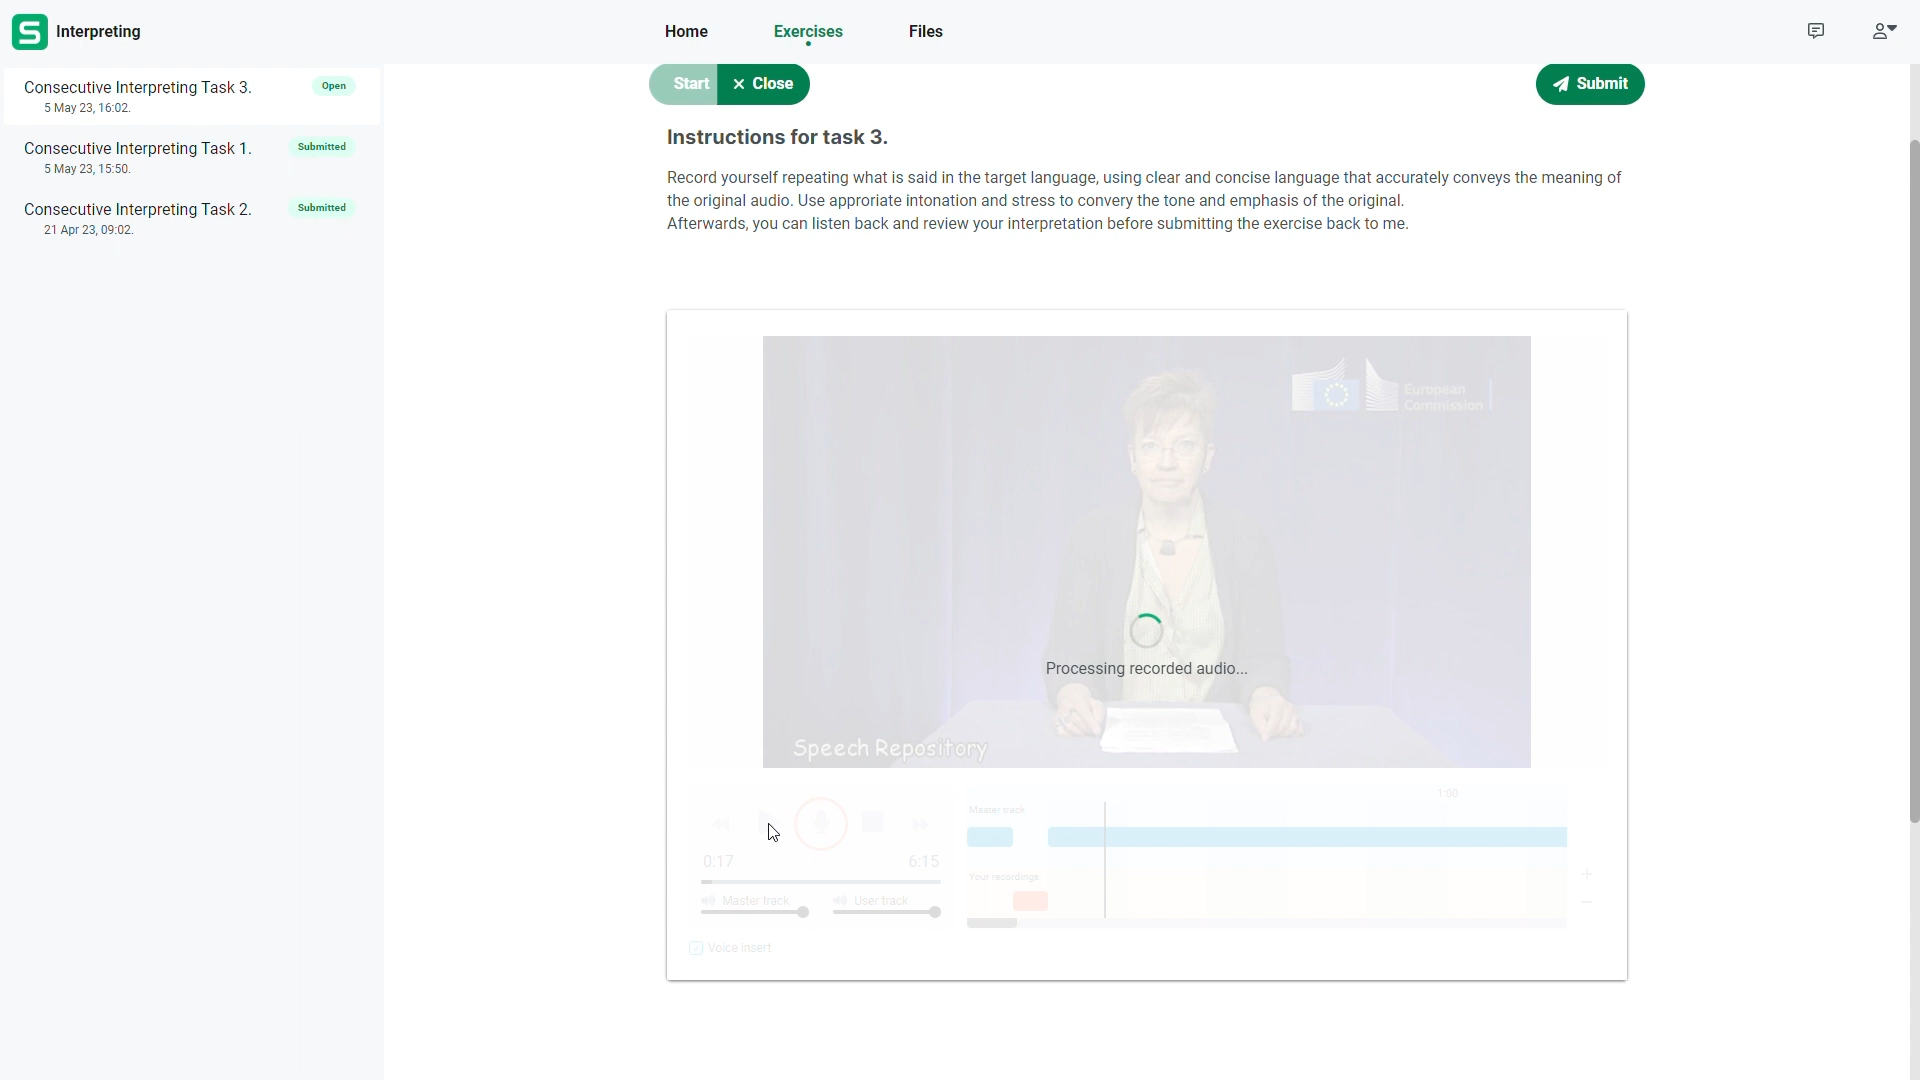 Interpreting
Home
Exercises
Files
Consecutive Interpreting Task 3.
Open
5 May 23, 16:02.
Consecutive Interpreting Task 1.
Submitted
5 May 23, 15:50.
Consecutive Interpreting Task 2.
Submitted
21 Apr 23, 09:02.
Start
Close
Submit
Instructions for task 3.
Record yourself repeating what is said in the target language, using clear and concise language that accurately conveys the meaning of
the original audio. Use approriate intonation and stress to convery the tone and emphasis of the original.
Afterwards, you can listen back and review your interpretation before submitting the exercise back to me.
European
Commission
Processing recorded audio...
Speech Repository
1:00
Master track
0:17
6:15
Your recordings
Master track
User track
Voice insert